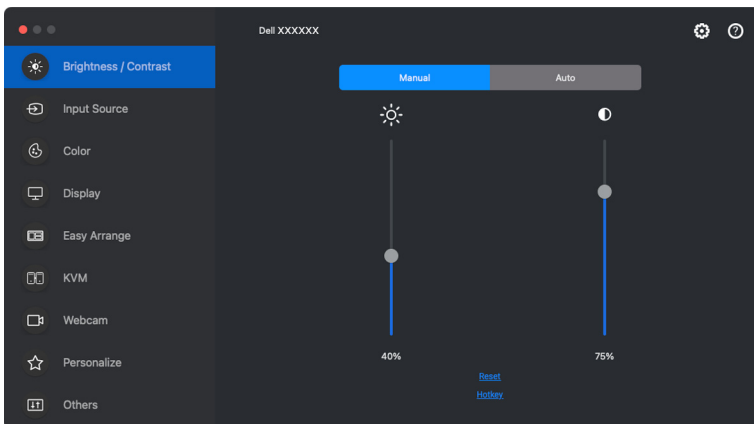 Dell XXXXXX
Brightness / Contrast
Input Source
Color
Display
Easy Arrange
KVM
Webcam
Personalize
Others
Manual
Auto
40%
75%
Reset
Hotkey